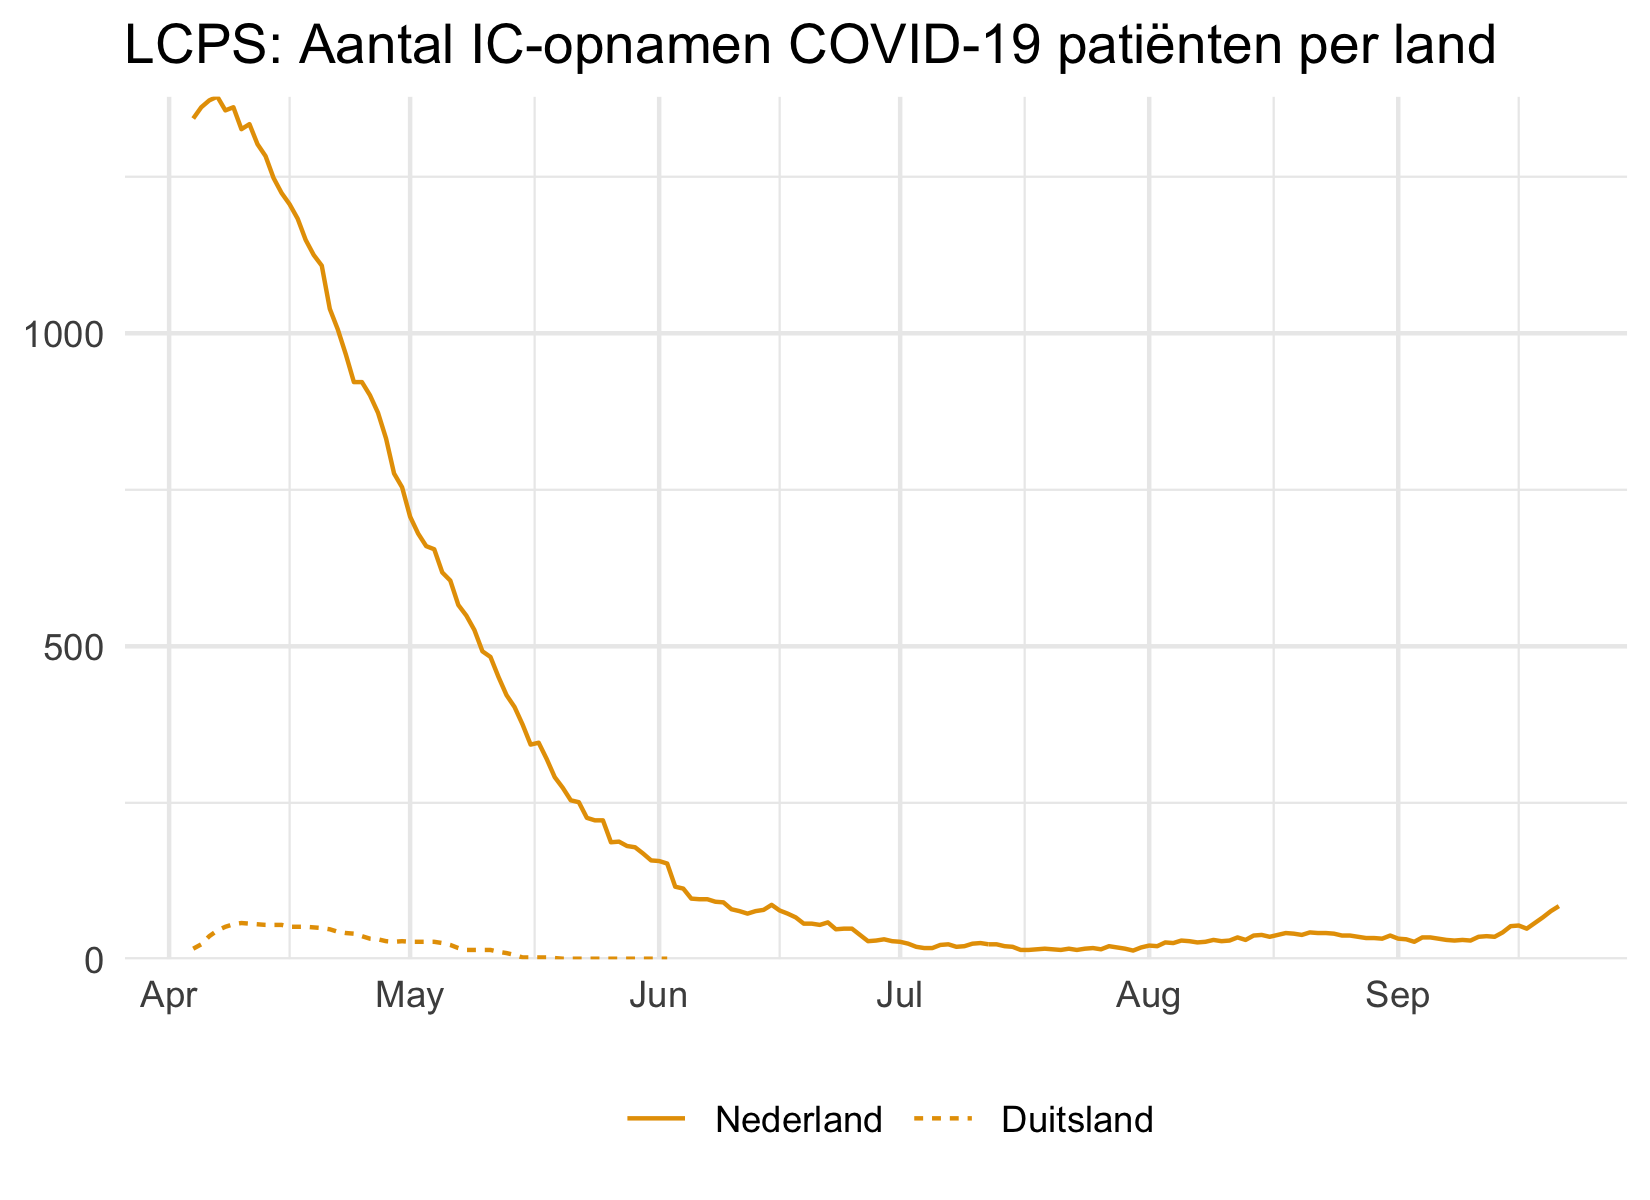 LCPS: Aantal IC-opnamen COVID-19 patiënten per land
1000
500
0
Apr May Jun Jul Aug Sep
Nederland Duitsland